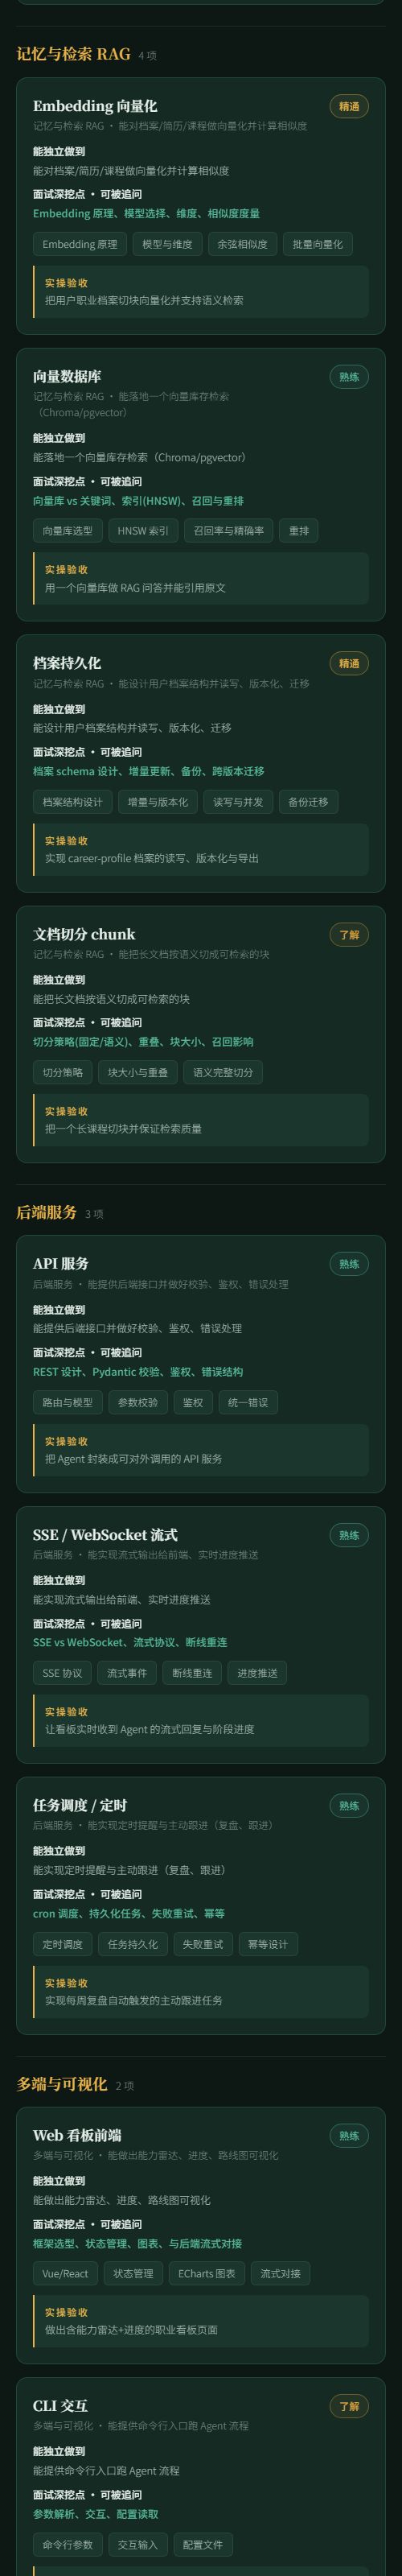 记忆与检索 RAG 4 项
Embedding 向量化 精通
记忆与检索 RAG · 能对档案/简历/课程做向量化并计算相似度
能独立做到
能对档案/简历/课程做向量化并计算相似度
面试深挖点 · 可被追问
Embedding 原理、模型选择、维度、相似度度量
Embedding 原理 模型与维度 余弦相似度 批量向量化
实操验收
把用户职业档案切块向量化并支持语义检索
向量数据库 熟练
记忆与检索 RAG · 能落地一个向量库存检索
（Chroma/pgvector）
能独立做到
能落地一个向量库存检索（Chroma/pgvector）
面试深挖点 · 可被追问
向量库 vs 关键词、索引(HNSW)、召回与重排
向量库选型 HNSW 索引 召回率与精确率 重排
实操验收
用一个向量库做 RAG 问答并能引用原文
档案持久化 精通
记忆与检索 RAG · 能设计用户档案结构并读写、版本化、迁移
能独立做到
能设计用户档案结构并读写、版本化、迁移
面试深挖点 · 可被追问
档案 schema 设计、增量更新、备份、跨版本迁移
档案结构设计 增量与版本化 读写与并发 备份迁移
实操验收
实现 career-profile 档案的读写、版本化与导出
文档切分 chunk 了解
记忆与检索 RAG · 能把长文档按语义切成可检索的块
能独立做到
能把长文档按语义切成可检索的块
面试深挖点 · 可被追问
切分策略(固定/语义)、重叠、块大小、召回影响
切分策略 块大小与重叠 语义完整切分
实操验收
把一个长课程切块并保证检索质量
后端服务 3 项
API 服务 熟练
后端服务 · 能提供后端接口并做好校验、鉴权、错误处理
能独立做到
能提供后端接口并做好校验、鉴权、错误处理
面试深挖点 · 可被追问
REST 设计、Pydantic 校验、鉴权、错误结构
路由与模型 参数校验 鉴权 统一错误
实操验收
把 Agent 封装成可对外调用的 API 服务
SSE / WebSocket 流式 熟练
后端服务 · 能实现流式输出给前端、实时进度推送
能独立做到
能实现流式输出给前端、实时进度推送
面试深挖点 · 可被追问
SSE vs WebSocket、流式协议、断线重连
SSE 协议 流式事件 断线重连 进度推送
实操验收
让看板实时收到 Agent 的流式回复与阶段进度
任务调度 / 定时 熟练
后端服务 · 能实现定时提醒与主动跟进（复盘、跟进）
能独立做到
能实现定时提醒与主动跟进（复盘、跟进）
面试深挖点 · 可被追问
cron 调度、持久化任务、失败重试、幂等
定时调度 任务持久化 失败重试 幂等设计
实操验收
实现每周复盘自动触发的主动跟进任务
多端与可视化 2 项
Web 看板前端 熟练
多端与可视化 · 能做出能力雷达、进度、路线图可视化
能独立做到
能做出能力雷达、进度、路线图可视化
面试深挖点 · 可被追问
框架选型、状态管理、图表、与后端流式对接
Vue/React 状态管理 ECharts 图表 流式对接
实操验收
做出含能力雷达+进度的职业看板页面
CLI 交互 了解
多端与可视化 · 能提供命令行入口跑 Agent 流程
能独立做到
能提供命令行入口跑 Agent 流程
面试深挖点 · 可被追问
参数解析、交互、配置读取
命令行参数 交互输入 配置文件